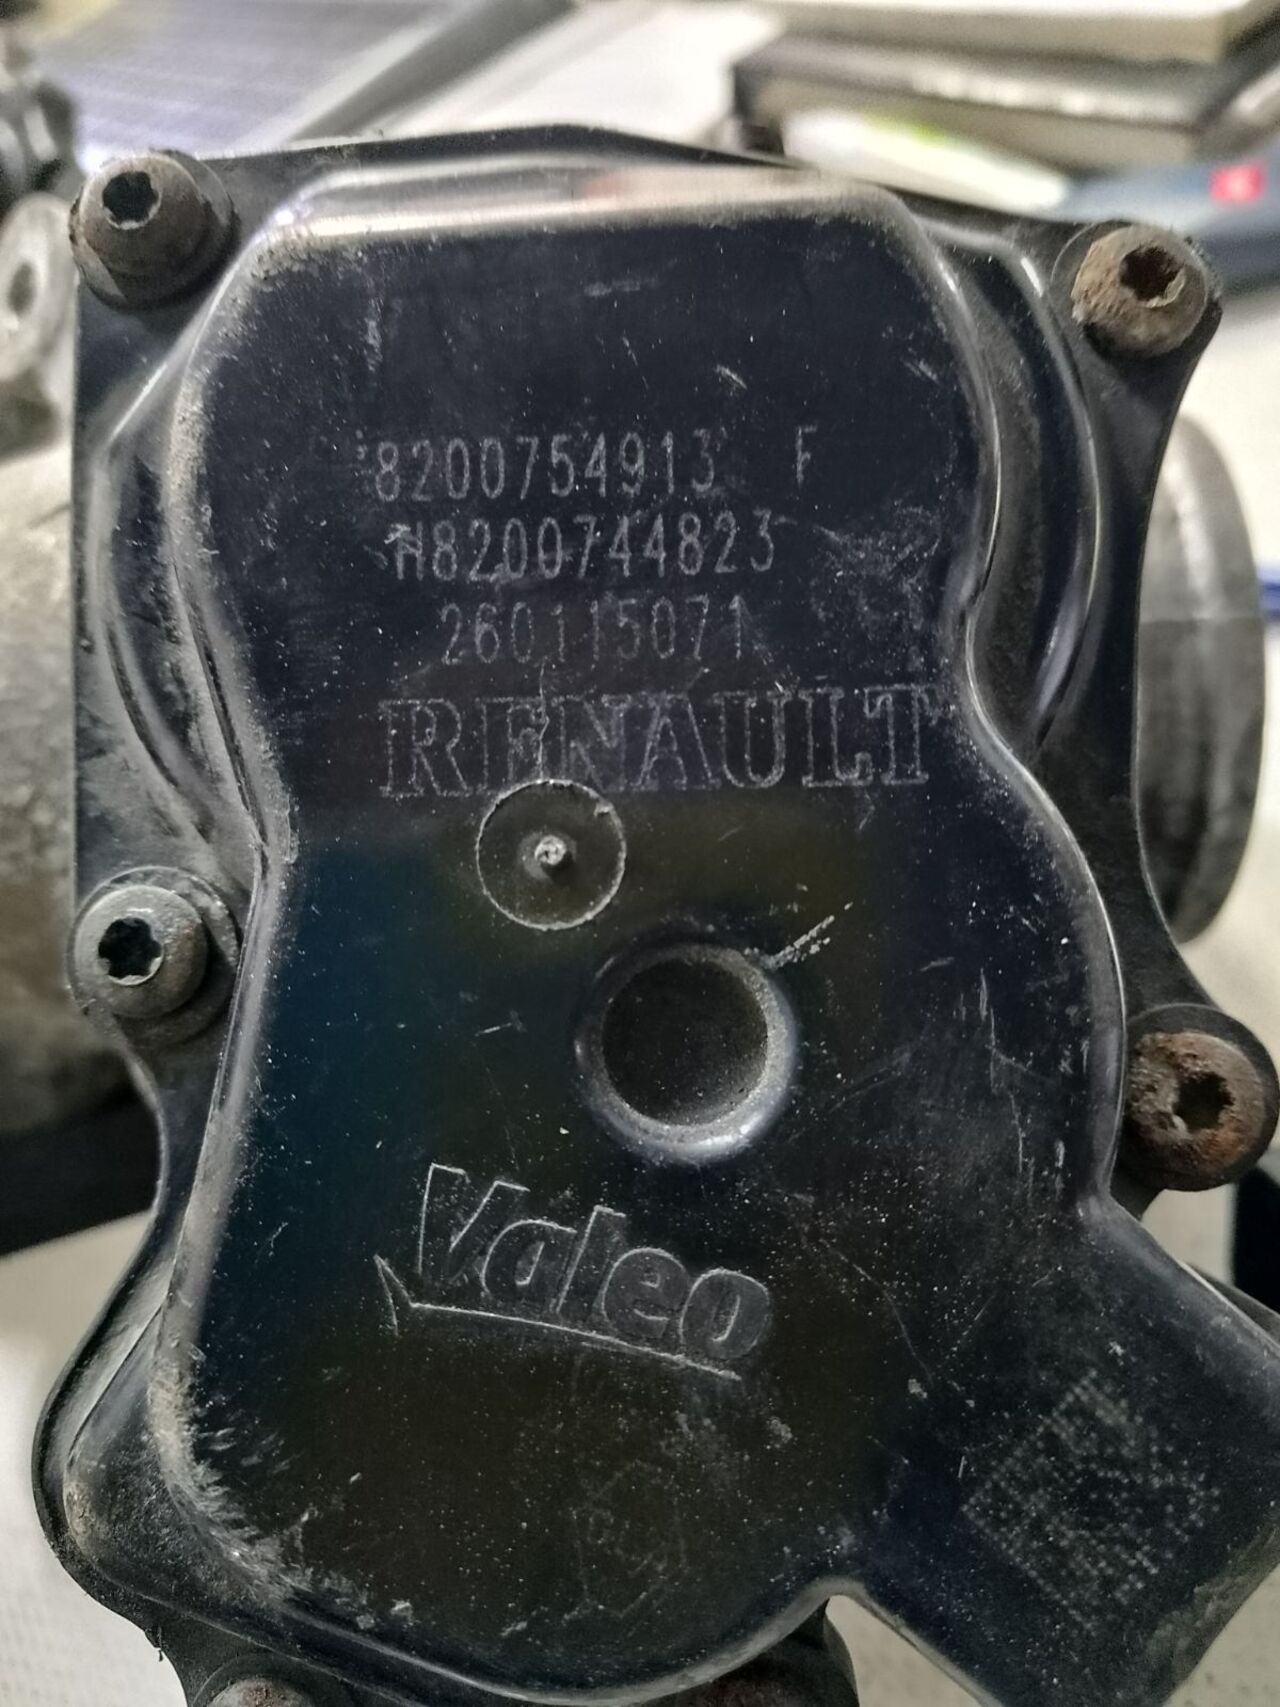 8200754913 F
H8200744823
260115071
RENAULT
Valeo